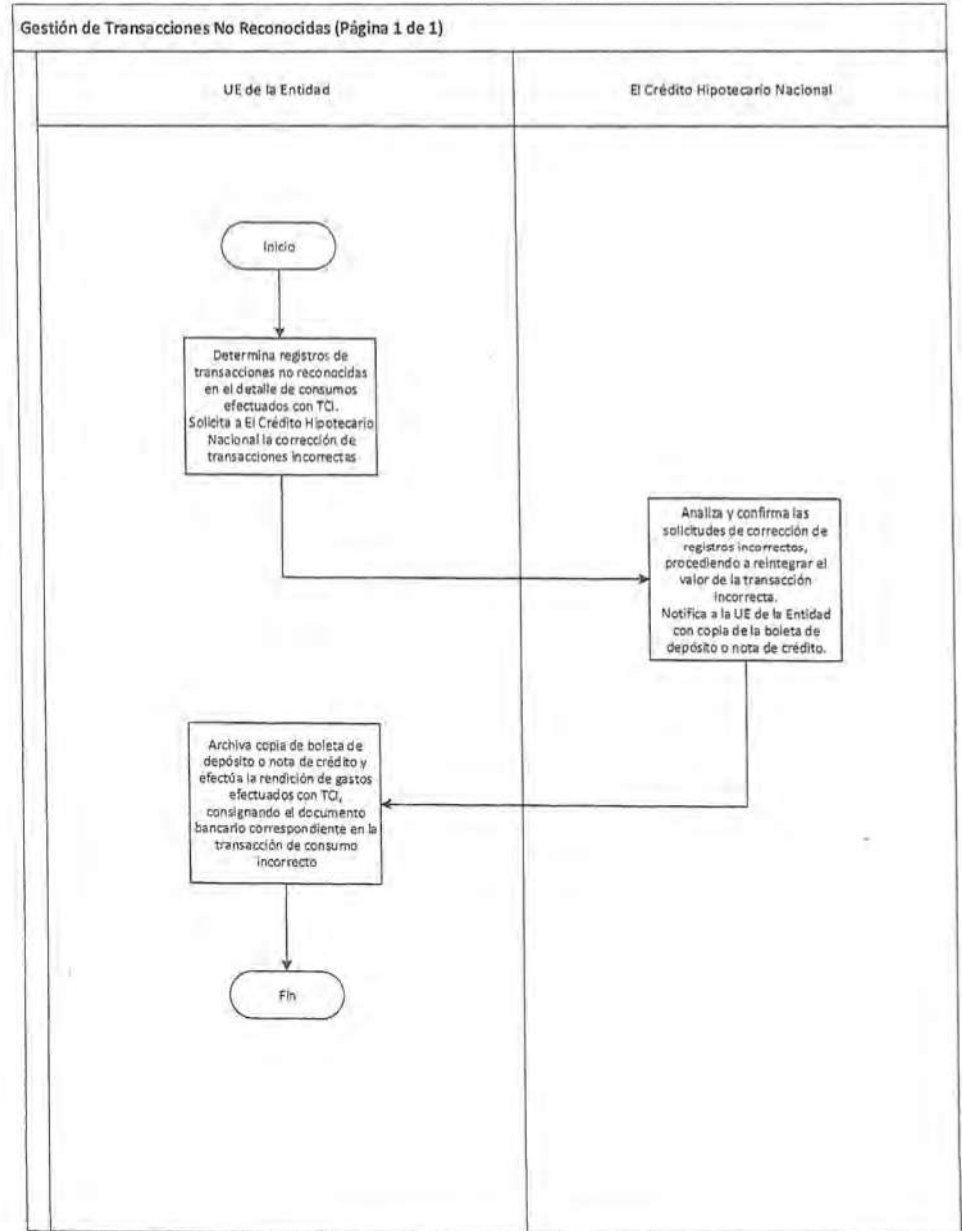 Gestión de Transacciones No Reconocidas (Página 1 de 1)
UE de la Entidad
El Crédito Hipotecario Nacional
Inicio
Determina registros de
transacciones no reconocidas
en el detalle de consumos
efectuados con TCI.
Solicita a El Crédito Hipotecario
Nacional la corrección de
transacciones incorrectas
Analiza y confirma las
solicitudes de corrección de
registros incorrectos,
procediendo a reintegrar el
valor de la transacción
incorrecta.
Notifica a la UE de la Entidad
con copia de la boleta de
depósito o nota de crédito.
Archiva copia de boleta de
depósito o nota de crédito y
efectúa la rendición de gastos
efectuados con TCI,
consignando el documento
bancario correspondiente en la
transacción de consumo
incorrecto
Fin